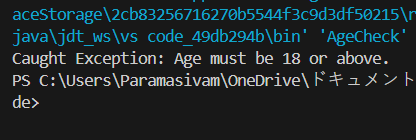 aceStorage\2cb83256716270b5544f3c9d3df50215\r
java\jdt_ws\vs code_49db294b\bin' 'AgeCheck'
Caught Exception: Age must be 18 or above.
PS C:\Users\Paramasivam\OneDrive\ドキュメント
de>